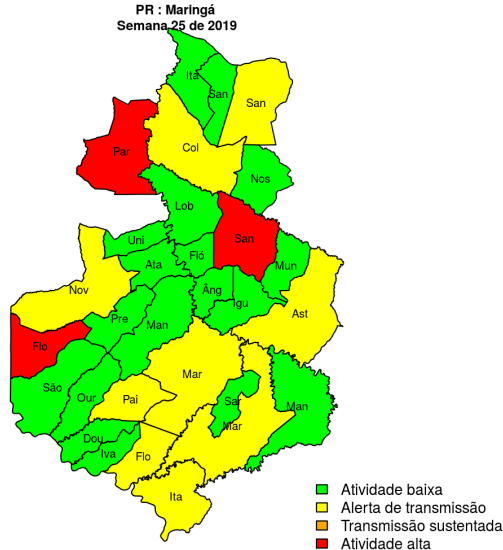 PR : Maringá
Semana 25 de 2019
Ita
San
San
Col
Par
Nos
Lob
Uni
San
Fló
Ata
Mun
Nov
Âng
Igu
Ast
Pre
Man
Flo
Mar
São
Our
Pai
Sar
Man
Mar
Dou
Iva
Flo
Ita
Atividade baixa
Alerta de transmissão
Transmissão sustentada
Atividade alta